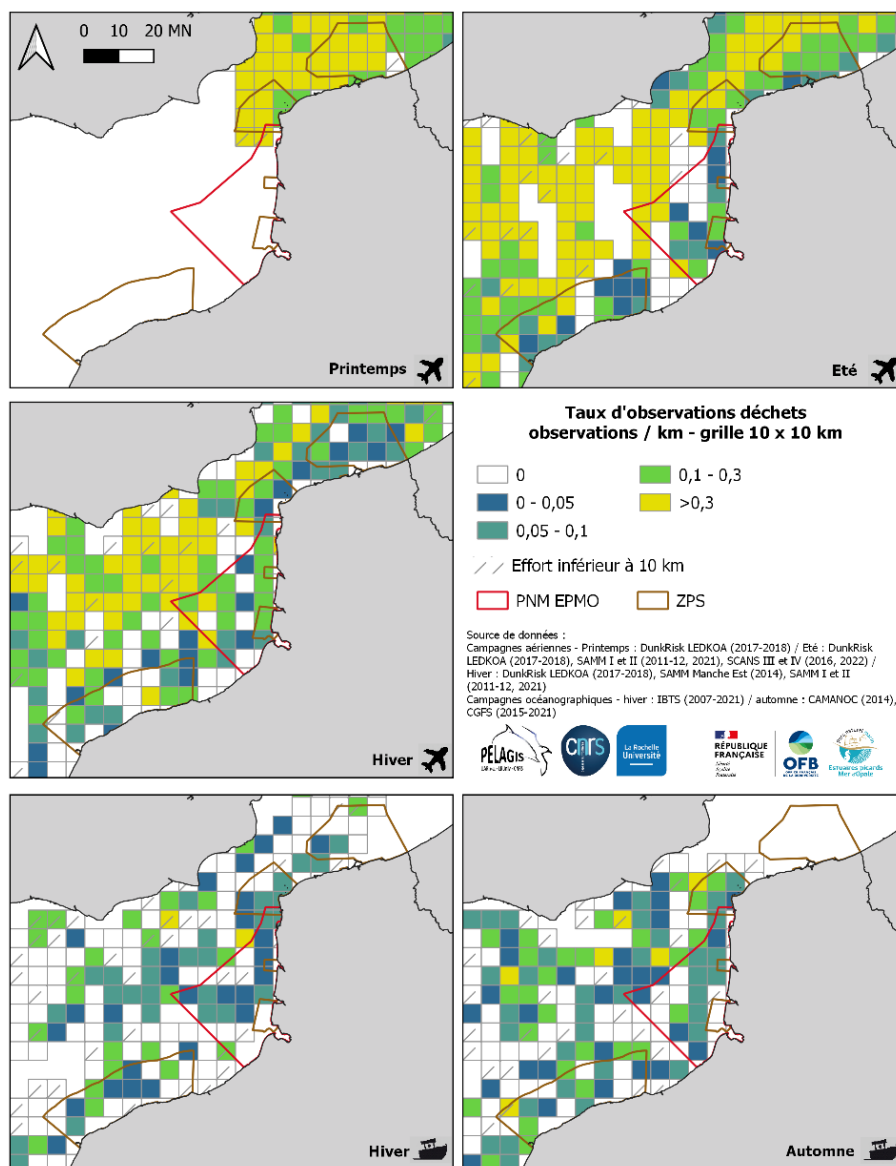 0 10 20 MN
Printemps
Eté
Taux d'observations déchets
observations / km - grille 10 x 10 km
0
0,1 - 0,3
0 - 0,05
>0,3
0,05 - 0,1
Effort inférieur à 10 km
PNM EPMO
ZPS
Source de données :
Campagnes aériennes - Printemps : DunkRisk LEDKOA (2017-2018) / Eté : DunkRisk
LEDKOA (2017-2018), SAMM I et II (2011-12, 2021), SCANS III et IV (2016, 2022) /
Hiver : DunkRisk LEDKOA (2017-2018), SAMM Manche Est (2014), SAMM I et II
(2011-12, 2021)
Campagnes océanographiques - hiver : IBTS (2007-2021) / automne : CAMANOC (2014),
CGFS (2015-2021)
PELAGIS
cnrs
La Rochelle
Université
RÉPUBLIQUE
FRANÇAISE
OFB
Estuaires picards
Mer d'Opale
Hiver
Hiver
Automne